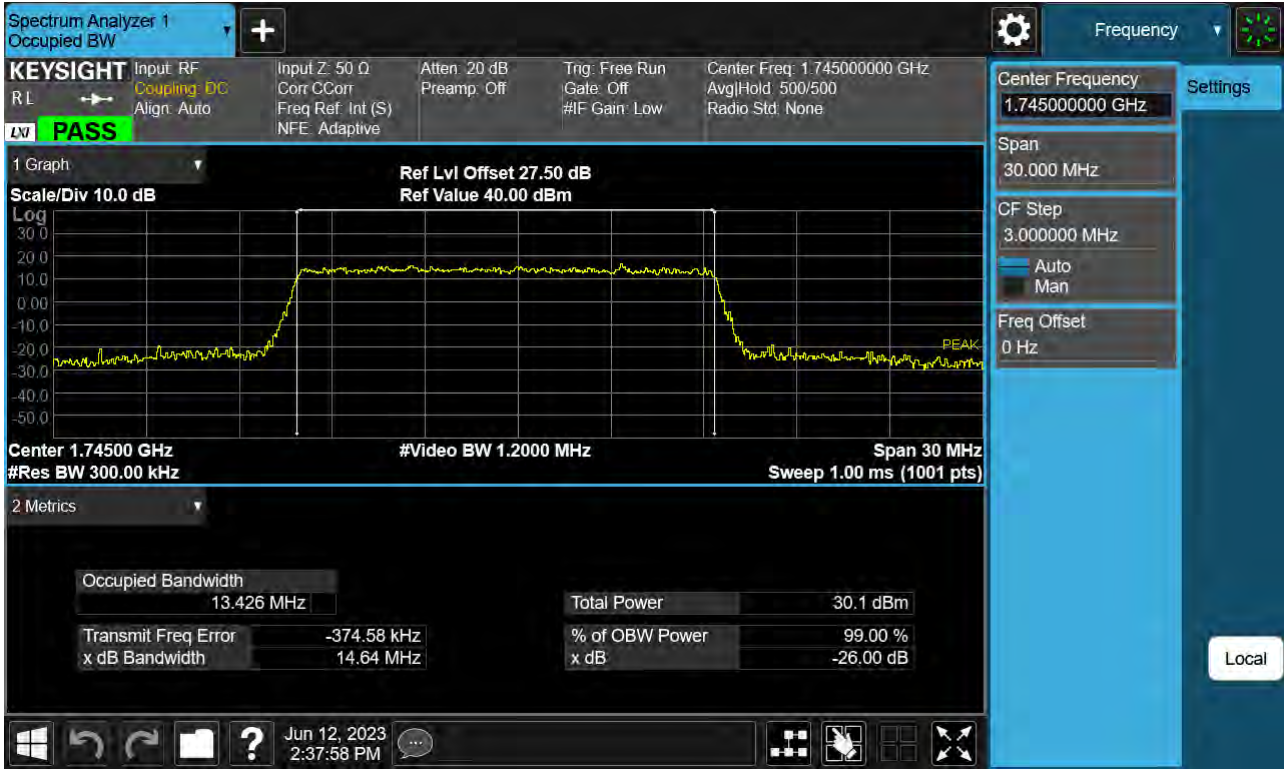 Spectrum Analyzer 1
Occupied BW
Frequency
KEYSIGHT
RL
LXI
PASS
Input: RF
Coupling: DC
Align: Auto
Input Z: 50 Ω
Corr CCorr
Freq Ref: Int (S)
NFE: Adaptive
Atten: 20 dB
Preamp: Off
Trig: Free Run
Gate: Off
#IF Gain: Low
Center Freq: 1.745000000 GHz
Avg|Hold: 500/500
Radio Std: None
Center Frequency
1.745000000 GHz
Settings
Span
30.000 MHz
CF Step
3.000000 MHz
Auto
Man
Freq Offset
0 Hz
Local
1 Graph
Scale/Div 10.0 dB
Ref Lvl Offset 27.50 dB
Ref Value 40.00 dBm
Log
30.0
20.0
10.0
0.00
-10.0
-20.0
-30.0
-40.0
-50.0
PEAK
Center 1.74500 GHz
#Video BW 1.2000 MHz
Span 30 MHz
#Res BW 300.00 kHz
Sweep 1.00 ms (1001 pts)
2 Metrics
Occupied Bandwidth
13.426 MHz
Total Power 30.1 dBm
Transmit Freq Error -374.58 kHz
% of OBW Power 99.00 %
x dB Bandwidth 14.64 MHz
x dB -26.00 dB
Jun 12, 2023
2:37:58 PM